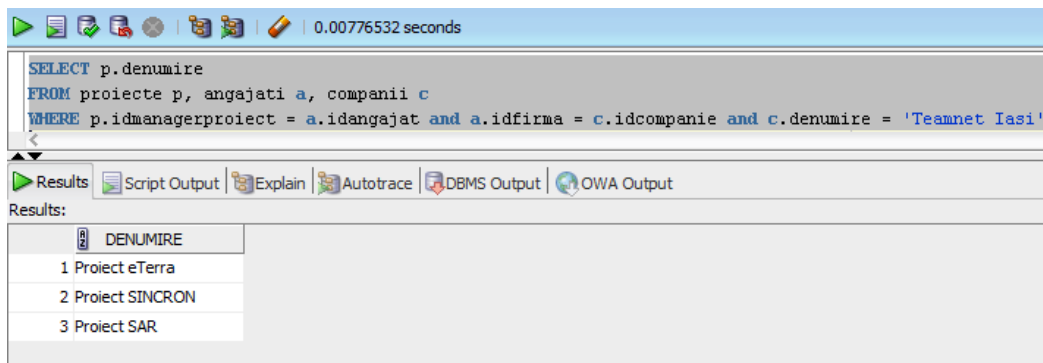 0.00776532 seconds
SELECT p.denumire
FROM proiecte p, angajati a, companii c
WHERE p.idmanagerproiect = a.idangajat and a.idfirma = c.idcompanie and c.denumire = 'Teamnet Iasi'
Results Script Output Explain Autotrace DBMS Output OWA Output
Results:
DENUMIRE
1 Proiect eTerra
2 Proiect SINCRON
3 Proiect SAR